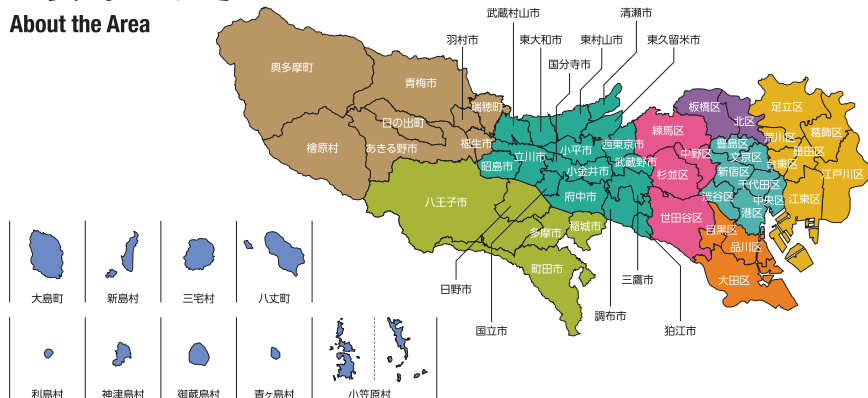 About the Area
武蔵村山市
清瀬市
羽村市
東大和市
東村山市
東久留米市
国分寺市
奥多摩町
青梅市
瑞穂町
日の出町
檜原村
あきる野市
福生市
昭島市
立川市
小平市
西東京市
小金井市
武蔵野市
府中市
八王子市
多摩市
稲城市
町田市
日野市
国立市
調布市
三鷹市
狛江市
練馬区
中野区
杉並区
世田谷区
板橋区
北区
豊島区
文京区
新宿区
千代田区
渋谷区
中央区
港区
足立区
荒川区
葛飾区
墨田区
台東区
江戸川区
江東区
目黒区
品川区
大田区
大島町
新島村
三宅村
八丈町
利島村
神津島村
御蔵島村
青ヶ島村
小笠原村